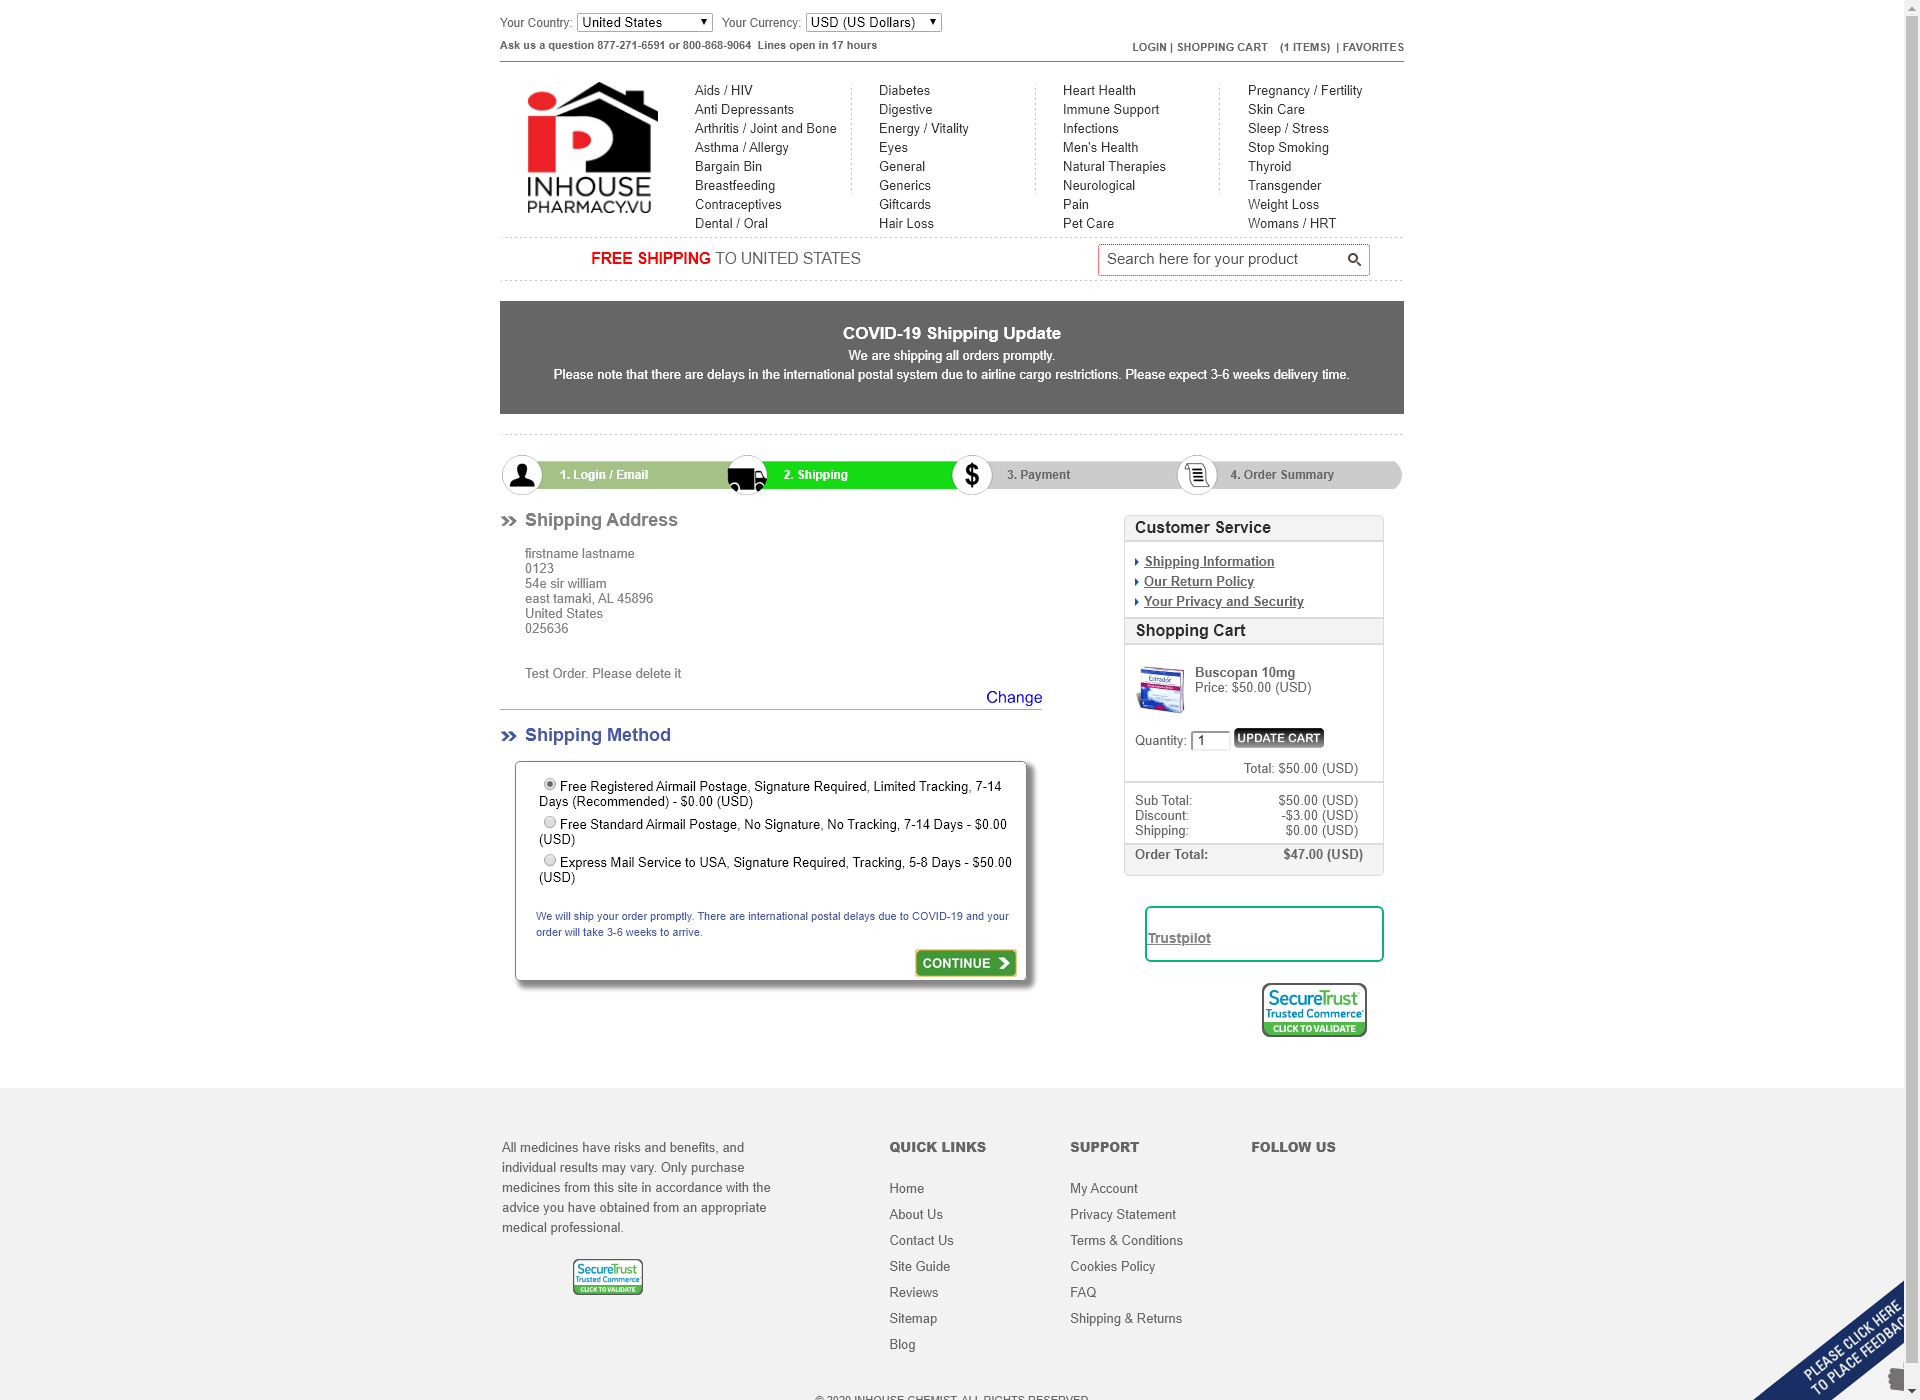 Your Country: United States Your Currency: USD (US Dollars)
Ask us a question 877-271-6591 or 800-868-9064 Lines open in 17 hours
LOGIN | SHOPPING CART (1 ITEMS) | FAVORITES
iP
INHOUSE
PHARMACY.VU
Aids / HIV
Anti Depressants
Arthritis / Joint and Bone
Asthma / Allergy
Bargain Bin
Breastfeeding
Contraceptives
Dental / Oral
Diabetes
Digestive
Energy / Vitality
Eyes
General
Generics
Giftcards
Hair Loss
Heart Health
Immune Support
Infections
Men's Health
Natural Therapies
Neurological
Pain
Pet Care
Pregnancy / Fertility
Skin Care
Sleep / Stress
Stop Smoking
Thyroid
Transgender
Weight Loss
Womans / HRT
FREE SHIPPING TO UNITED STATES
Search here for your product
COVID-19 Shipping Update
We are shipping all orders promptly.
Please note that there are delays in the international postal system due to airline cargo restrictions. Please expect 3-6 weeks delivery time.
1. Login / Email
2. Shipping
$
3. Payment
4. Order Summary
Shipping Address
firstname lastname
0123
54e sir william
east tamaki, AL 45896
United States
025636
Test Order. Please delete it
Change
Shipping Method
Free Registered Airmail Postage, Signature Required, Limited Tracking, 7-14
Days (Recommended) - $0.00 (USD)
Free Standard Airmail Postage, No Signature, No Tracking, 7-14 Days - $0.00
(USD)
Express Mail Service to USA, Signature Required, Tracking, 5-8 Days - $50.00
(USD)
We will ship your order promptly. There are international postal delays due to COVID-19 and your
order will take 3-6 weeks to arrive.
CONTINUE
Customer Service
Shipping Information
Our Return Policy
Your Privacy and Security
Shopping Cart
Estradot
Buscopan 10mg
Price: $50.00 (USD)
Quantity: 1 UPDATE CART
Total: $50.00 (USD)
Sub Total: $50.00 (USD)
Discount: -$3.00 (USD)
Shipping: $0.00 (USD)
Order Total: $47.00 (USD)
Trustpilot
SecureTrust
Trusted Commerce
CLICK TO VALIDATE
All medicines have risks and benefits, and
individual results may vary. Only purchase
medicines from this site in accordance with the
advice you have obtained from an appropriate
medical professional.
SecureTrust
Trusted Commerce
CLICK TO VALIDATE
QUICK LINKS
Home
About Us
Contact Us
Site Guide
Reviews
Sitemap
Blog
SUPPORT
My Account
Privacy Statement
Terms & Conditions
Cookies Policy
FAQ
Shipping & Returns
FOLLOW US
PLEASE CLICK HERE
TO PLACE FEEDBAC
© 2020 INHOUSE CHEMIST. ALL RIGHTS RESERVED